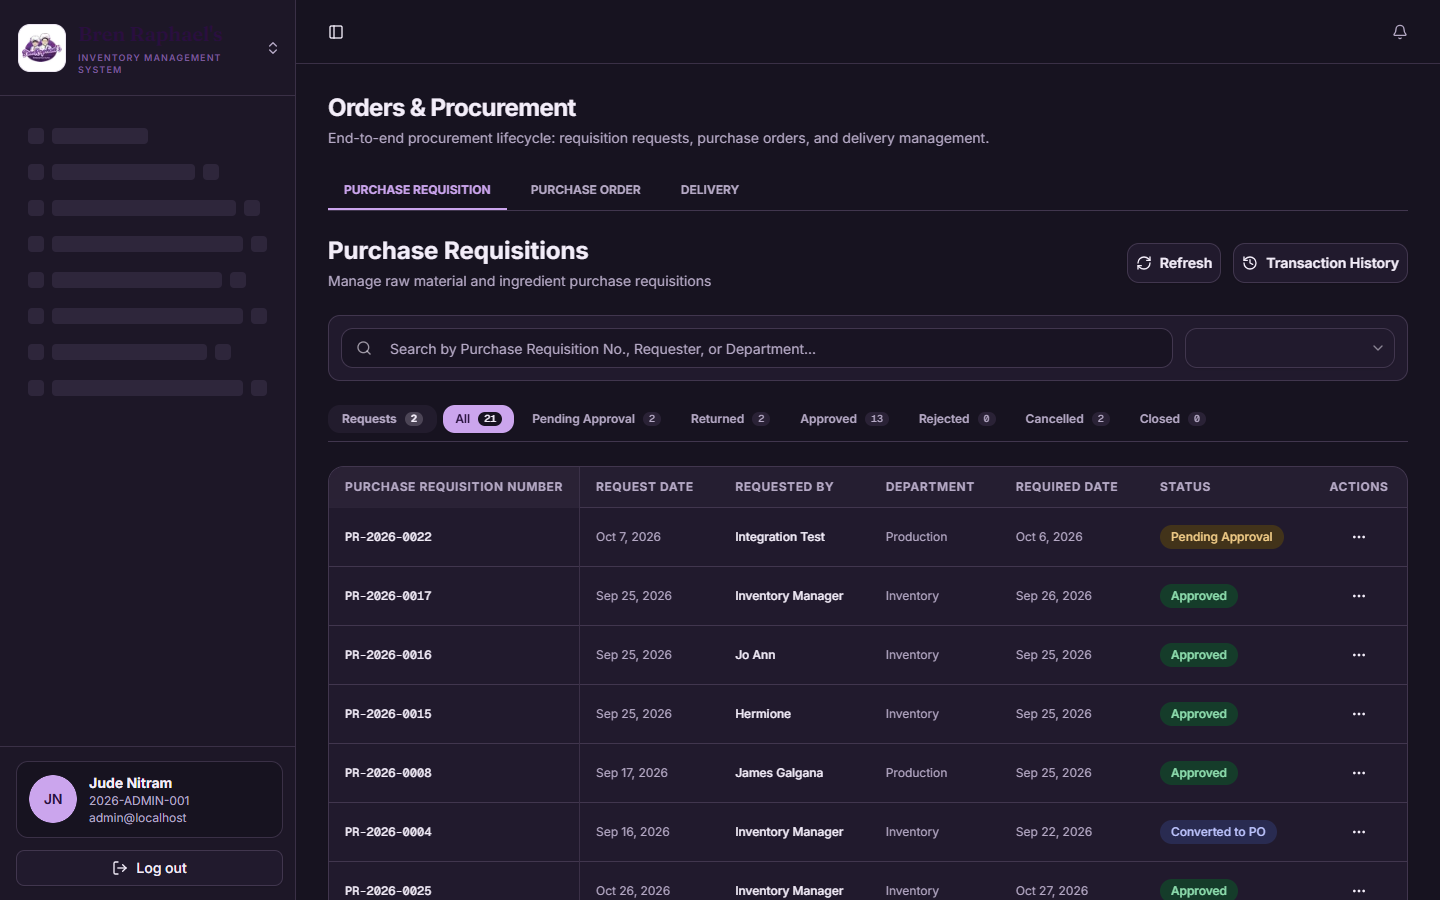 INVENTORY MANAGEMENT
SYSTEM
Orders & Procurement
End-to-end procurement lifecycle: requisition requests, purchase orders, and delivery management.
PURCHASE REQUISITION PURCHASE ORDER DELIVERY
Purchase Requisitions
Manage raw material and ingredient purchase requisitions
Refresh Transaction History
Search by Purchase Requisition No., Requester, or Department...
Requests 2 All 21 Pending Approval 2 Returned 2 Approved 13 Rejected 0 Cancelled 2 Closed 0
PURCHASE REQUISITION NUMBER REQUEST DATE REQUESTED BY DEPARTMENT REQUIRED DATE STATUS ACTIONS
PR-2026-0022 Oct 7, 2026 Integration Test Production Oct 6, 2026 Pending Approval
PR-2026-0017 Sep 25, 2026 Inventory Manager Inventory Sep 26, 2026 Approved
PR-2026-0016 Sep 25, 2026 Jo Ann Inventory Sep 25, 2026 Approved
PR-2026-0015 Sep 25, 2026 Hermione Inventory Sep 25, 2026 Approved
PR-2026-0008 Sep 17, 2026 James Galgana Production Sep 25, 2026 Approved
PR-2026-0004 Sep 16, 2026 Inventory Manager Inventory Sep 22, 2026 Converted to PO
PR-2026-0025 Oct 26, 2026 Inventory Manager Inventory Oct 27, 2026 Approved
JN
Jude Nitram
2026-ADMIN-001
admin@localhost
Log out